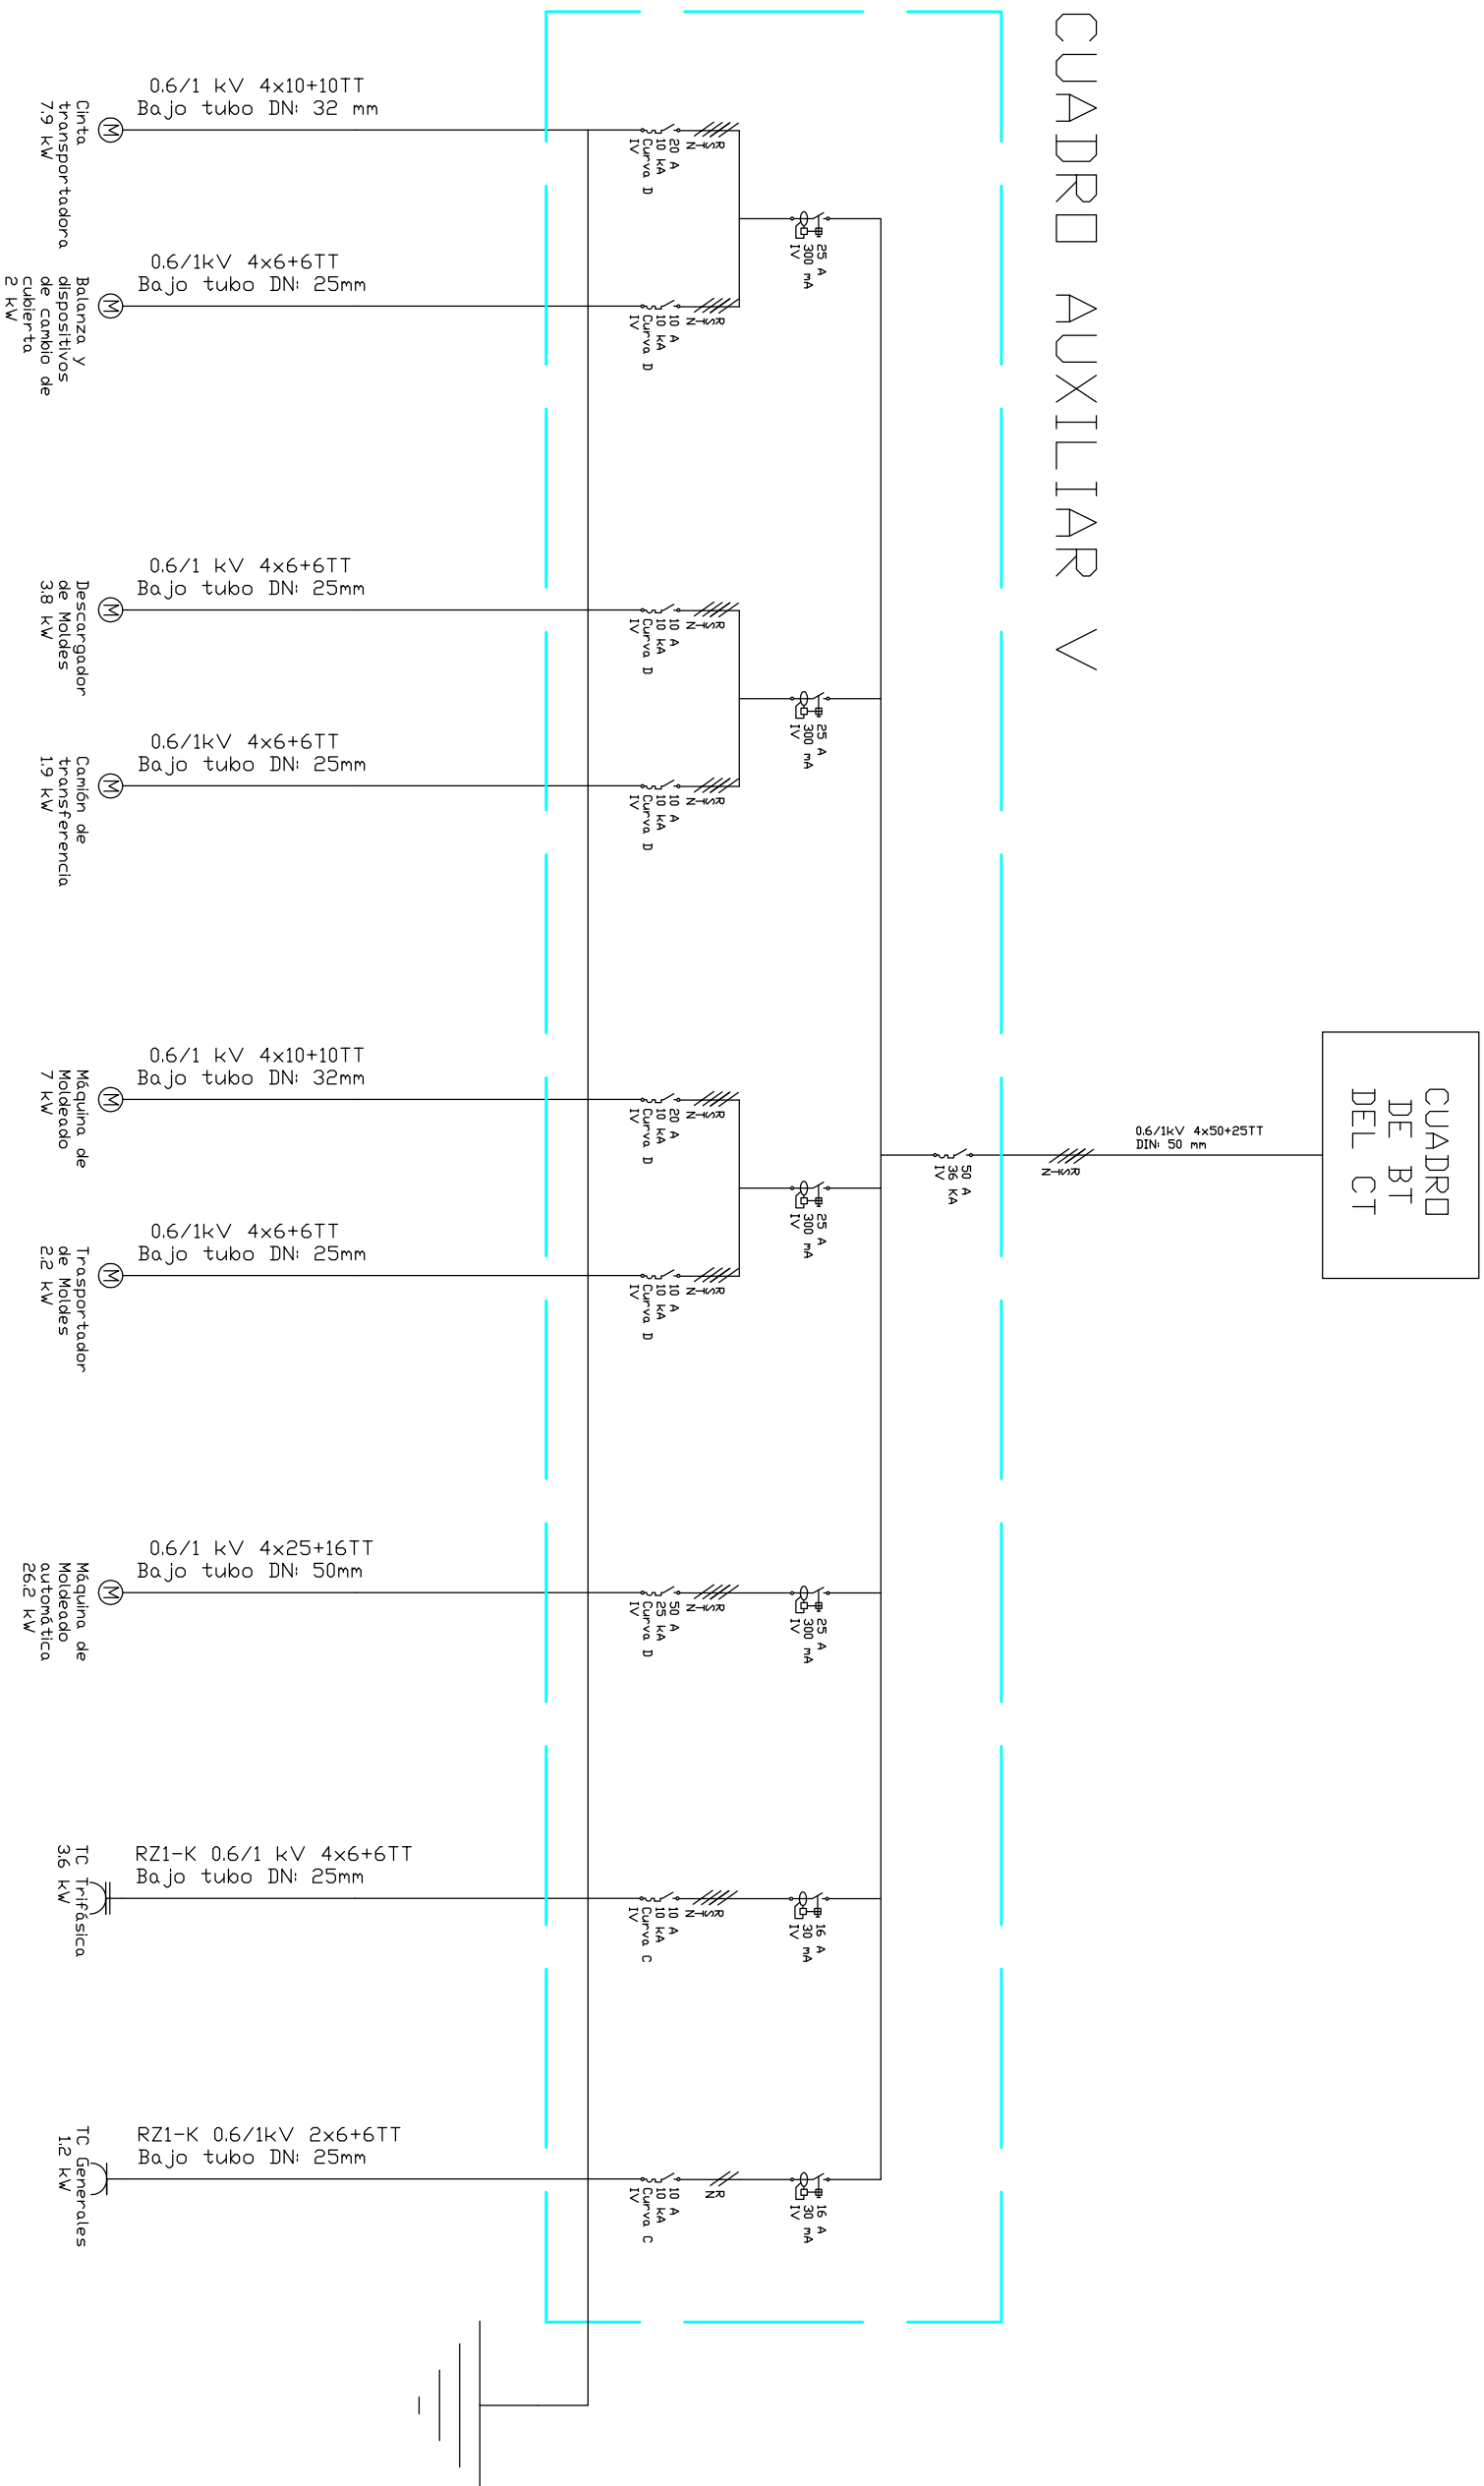 CUADRO AUXILIAR V
CUADRO
DE BT
DEL CT
0.6/1kV 4x50+25TT
DIN: 50 mm
R
S
T
N
50 A
36 KA
IV
25 A
300 mA
IV
R
S
T
N
20 A
10 kA
Curva D
IV
0.6/1 kV 4x10+10TT
Bajo tubo DN: 32 mm
Cinta
transportadora
7.9 kW
R
S
T
N
10 A
10 kA
Curva D
IV
0.6/1kV 4x6+6TT
Bajo tubo DN: 25mm
Balanza y
dispositivos
de cambio de
cubierta
2 kW
25 A
300 mA
IV
R
S
T
N
10 A
10 kA
Curva D
IV
0.6/1 kV 4x6+6TT
Bajo tubo DN: 25mm
Descargador
de Moldes
3.8 kW
R
S
T
N
10 A
10 kA
Curva D
IV
0.6/1kV 4x6+6TT
Bajo tubo DN: 25mm
Camión de
transferencia
1.9 kW
25 A
300 mA
IV
R
S
T
N
20 A
10 kA
Curva D
IV
0.6/1 kV 4x10+10TT
Bajo tubo DN: 32mm
Máquina de
Moldeado
7 kW
R
S
T
N
10 A
10 kA
Curva D
IV
0.6/1kV 4x6+6TT
Bajo tubo DN: 25mm
Trasportador
de Moldes
2.2 kW
25 A
300 mA
IV
R
S
T
N
50 A
25 kA
Curva D
IV
0.6/1 kV 4x25+16TT
Bajo tubo DN: 50mm
Máquina de
Moldeado
automática
26.2 kW
16 A
30 mA
IV
R
S
T
N
10 A
10 kA
Curva C
IV
RZ1-K 0.6/1 kV 4x6+6TT
Bajo tubo DN: 25mm
TC Trifásica
3.6 kW
16 A
30 mA
IV
R
N
10 A
10 kA
Curva C
IV
RZ1-K 0.6/1kV 2x6+6TT
Bajo tubo DN: 25mm
TC Generales
1.2 kW
M
M
M
M
M
M
M